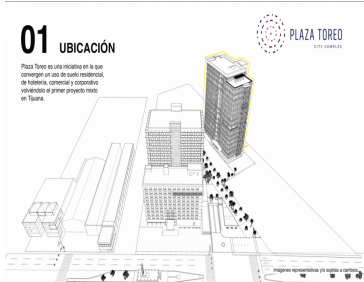 01 UBICACIÓN
PLAZA TOREO
CITY COMPLEX
Plaza Toreo es una iniciativa en la que
convergen un uso de suelo residencial,
de hotelería, comercial y corporativo
volviéndolo el primer proyecto mixto
en Tijuana.
Imágenes representativas y/o sujetas a cambios